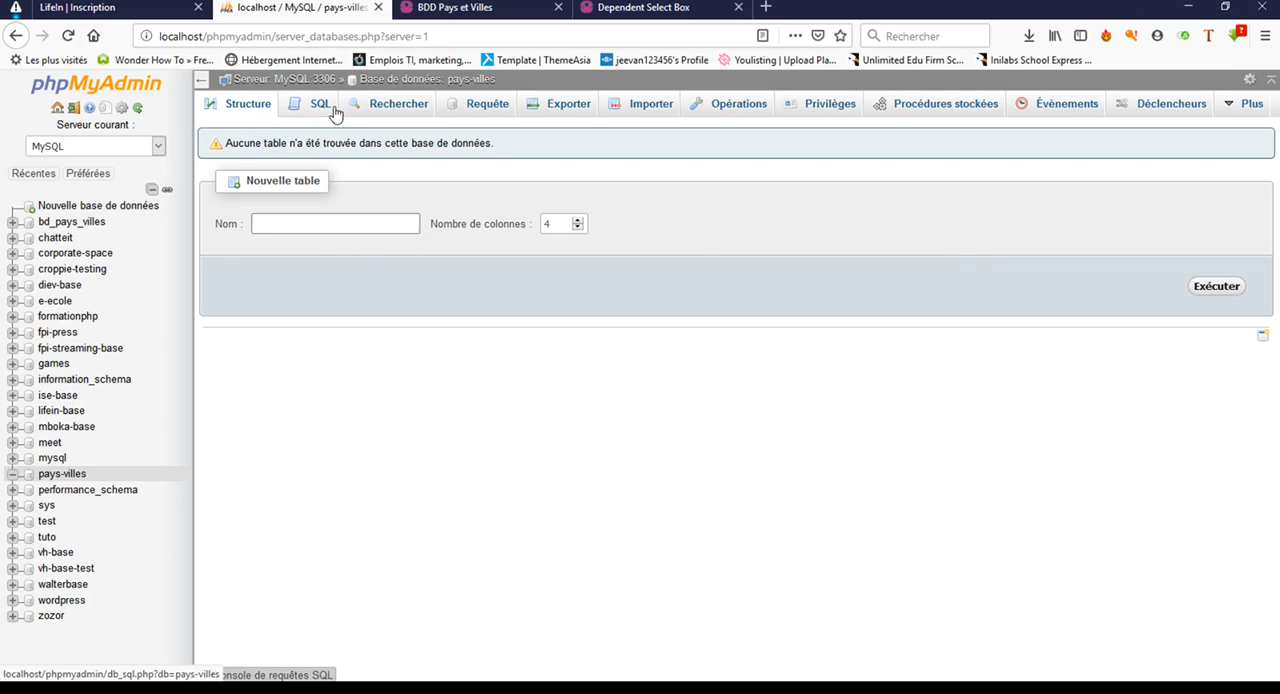 LifeIn | Inscription
localhost / MySQL / pays-villes
BDD Pays et Villes
Dependent Select Box
localhost/phpmyadmin/server_databases.php?server=1
Rechercher
Les plus visités
Wonder How To » Fre...
Hébergement Internet...
Emplois TI, marketing,...
Template | ThemeAsia
jeevan123456's Profile
Youlisting | Upload Pla...
Unlimited Edu Firm Sc...
Inilabs School Express ...
phpMyAdmin
Serveur courant :
MySQL
Récentes Préférées
Nouvelle base de données
bd_pays_villes
chatteit
corporate-space
croppie-testing
diev-base
e-ecole
formationphp
fpi-press
fpi-streaming-base
games
information_schema
ise-base
lifein-base
mboka-base
meet
mysql
pays-villes
performance_schema
sys
test
tuto
vh-base
vh-base-test
walterbase
wordpress
zozor
Serveur: MySQL:3306 » Base de données: pays-villes
Structure
SQL
Rechercher
Requête
Exporter
Importer
Opérations
Privilèges
Procédures stockées
Évènements
Déclencheurs
Plus
Aucune table n'a été trouvée dans cette base de données.
Nouvelle table
Nom :
Nombre de colonnes : 4
Exécuter
localhost/phpmyadmin/db_sql.php?db=pays-villes
onsole de requêtes SQL